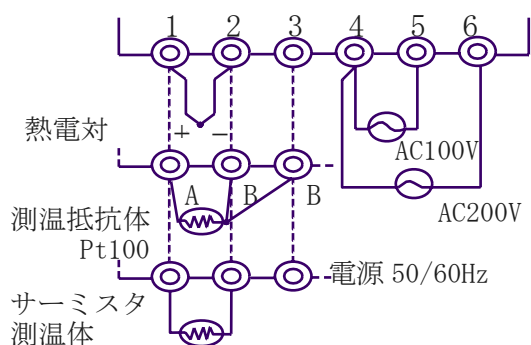 1 2 3 4 5 6
熱電対
+ −
AC100V
A B B
AC200V
測温抵抗体
Pt100
電源 50/60Hz
サーミスタ
測温体